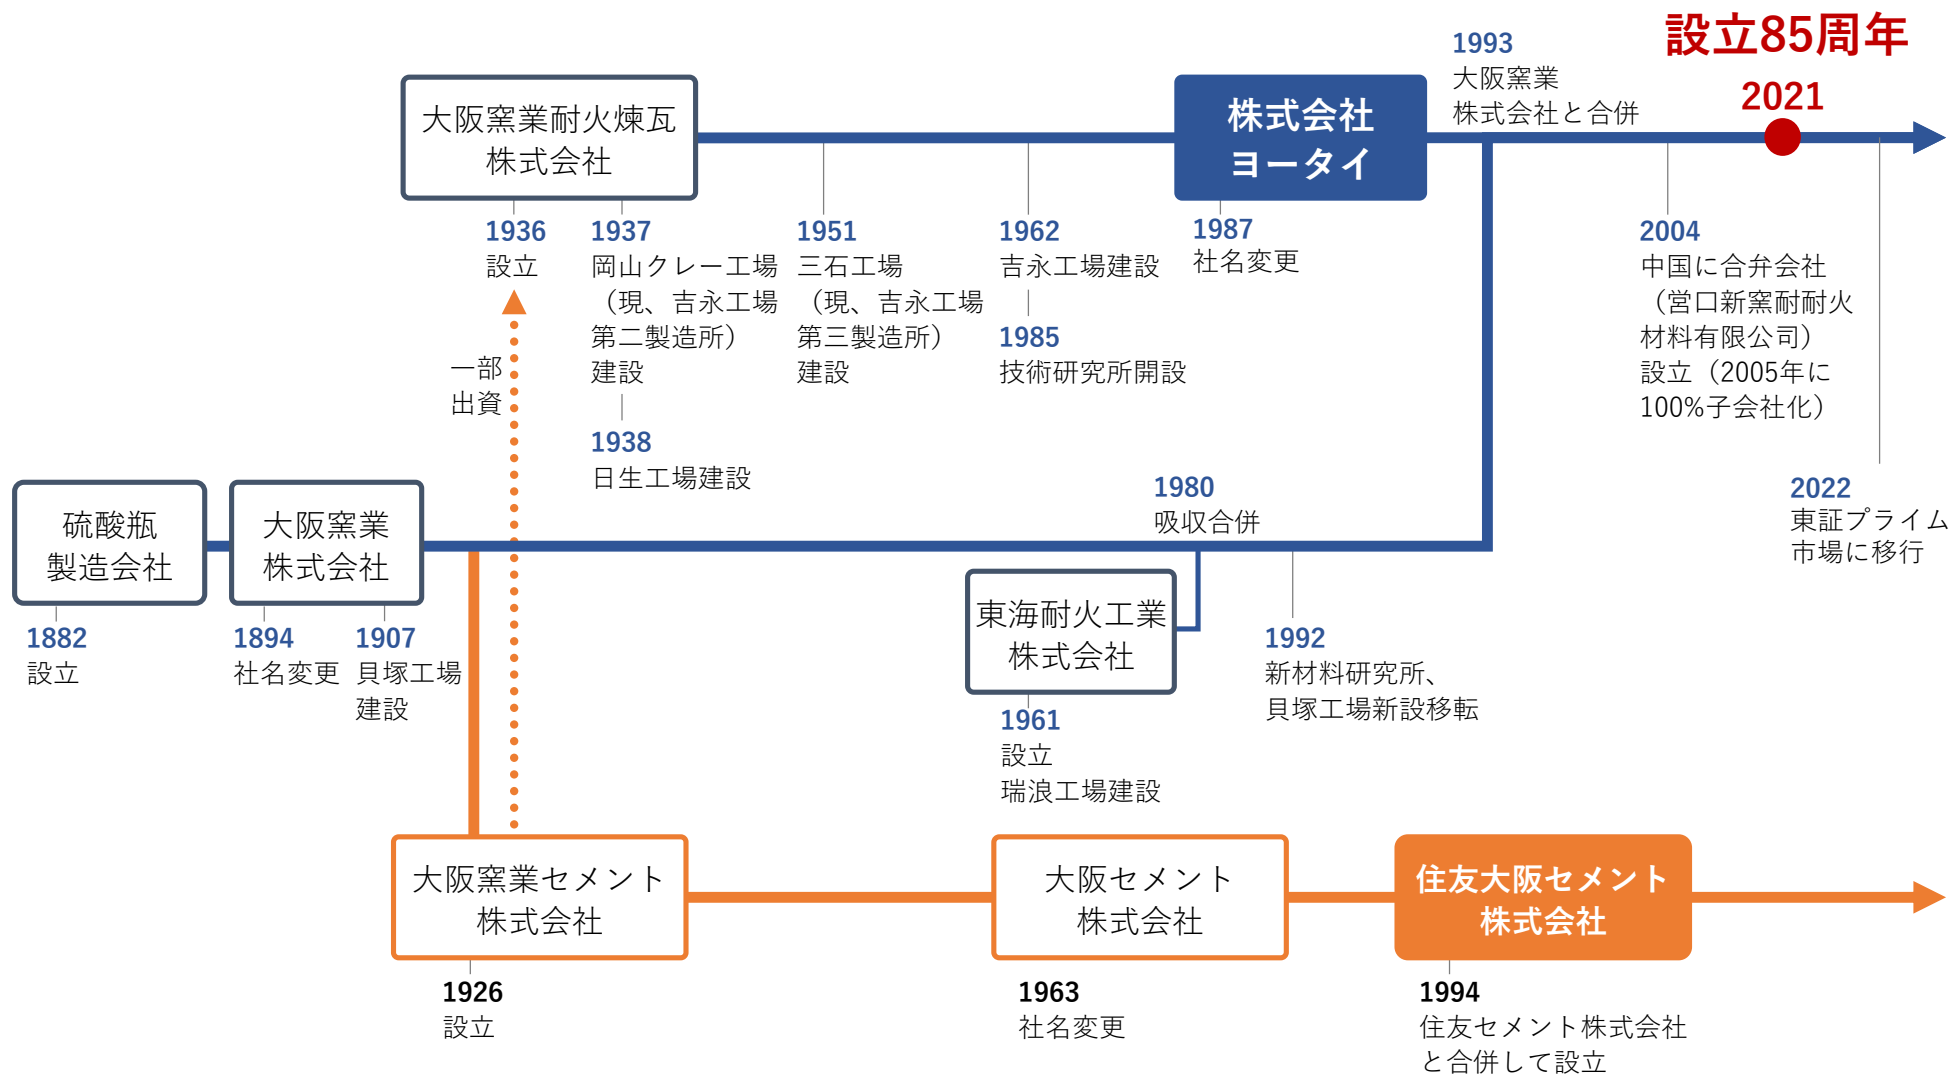 設立85周年
2021
1993
大阪窯業
株式会社と合併
大阪窯業耐火煉瓦
株式会社
株式会社
ヨータイ
1936
設立
1937
岡山クレー工場
（現、吉永工場
第二製造所）
建設
1938
日生工場建設
1951
三石工場
（現、吉永工場
第三製造所）
建設
1962
吉永工場建設
1985
技術研究所開設
1987
社名変更
2004
中国に合弁会社
（営口新窯耐耐火
材料有限公司）
設立（2005年に
100%子会社化）
2022
東証プライム
市場に移行
一部
出資
硫酸瓶
製造会社
大阪窯業
株式会社
1882
設立
1894
社名変更
1907
貝塚工場
建設
1980
吸収合併
東海耐火工業
株式会社
1961
設立
瑞浪工場建設
1992
新材料研究所、
貝塚工場新設移転
大阪窯業セメント
株式会社
大阪セメント
株式会社
住友大阪セメント
株式会社
1926
設立
1963
社名変更
1994
住友セメント株式会社
と合併して設立